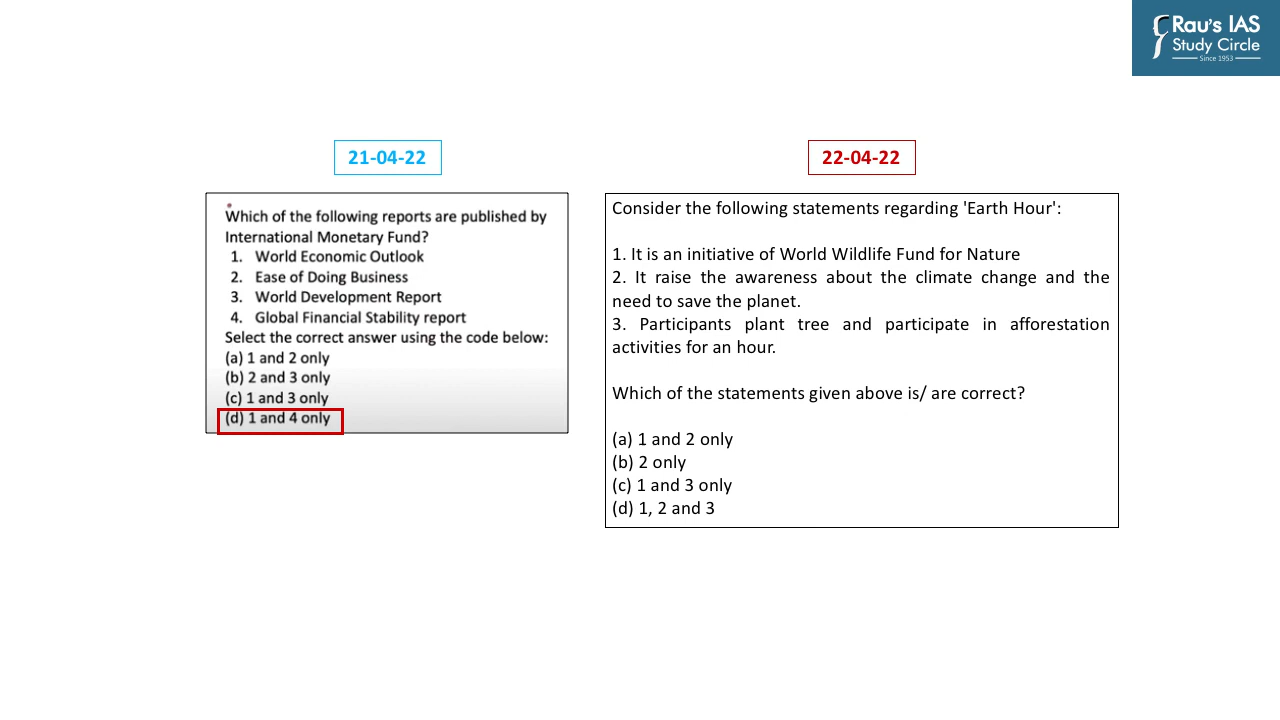 Rau's IAS
Study Circle
Since 1953
21-04-22
Which of the following reports are published by
International Monetary Fund?
1. World Economic Outlook
2. Ease of Doing Business
3. World Development Report
4. Global Financial Stability report
Select the correct answer using the code below:
(a) 1 and 2 only
(b) 2 and 3 only
(c) 1 and 3 only
(d) 1 and 4 only
22-04-22
Consider the following statements regarding 'Earth Hour':
1. It is an initiative of World Wildlife Fund for Nature
2. It raise the awareness about the climate change and the
need to save the planet.
3. Participants plant tree and participate in afforestation
activities for an hour.
Which of the statements given above is/ are correct?
(a) 1 and 2 only
(b) 2 only
(c) 1 and 3 only
(d) 1, 2 and 3